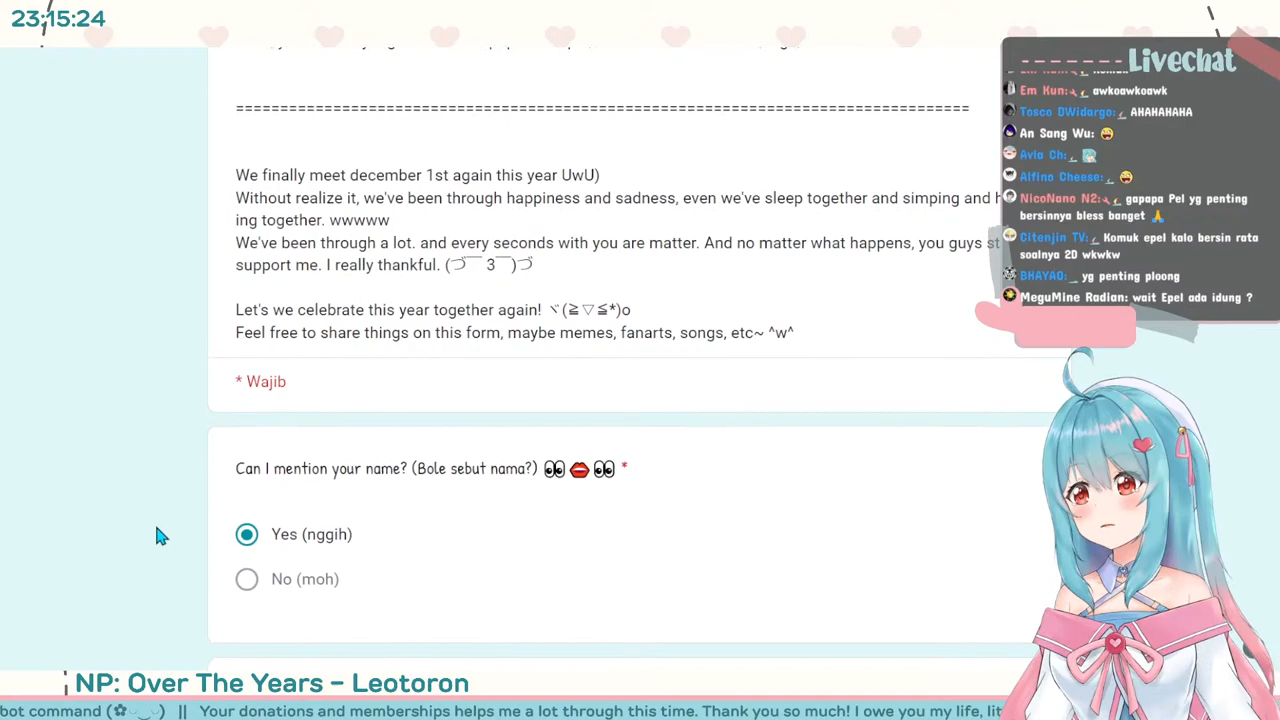 23:15:24
================================================================================
We finally meet december 1st again this year UwU)
Without realize it, we've been through happiness and sadness, even we've sleep together and simping and h
ing together. wwwww
We've been through a lot. and every seconds with you are matter. And no matter what happens, you guys st
support me. I really thankful. (づ￣ 3￣)づ
Let's we celebrate this year together again! ヾ(≧▽≦*)o
Feel free to share things on this form, maybe memes, fanarts, songs, etc~ ^w^
* Wajib
Can I mention your name? (Bole sebut nama?) 👀👄👀 *
Yes (nggih)
No (moh)
Livechat
Em Kun: awkoawkoawk
Tosco DWidargo: AHAHAHAHA
An Sang Wu: 😆
Avla Ch:
Alfino Cheese: 😆
NicoNano N2: gapapa Pel yg penting
bersinnya bless banget 🙏
Citenjin TV: Komuk epel kalo bersin rata
soalnya 2D wkwkw
BHAYAO: yg penting ploong
MeguMine Radian: wait Epel ada idung ?
NP: Over The Years - Leotoron
bot command (✿◡‿◡) || Your donations and memberships helps me a lot through this time. Thank you so much! I owe you my life, lit